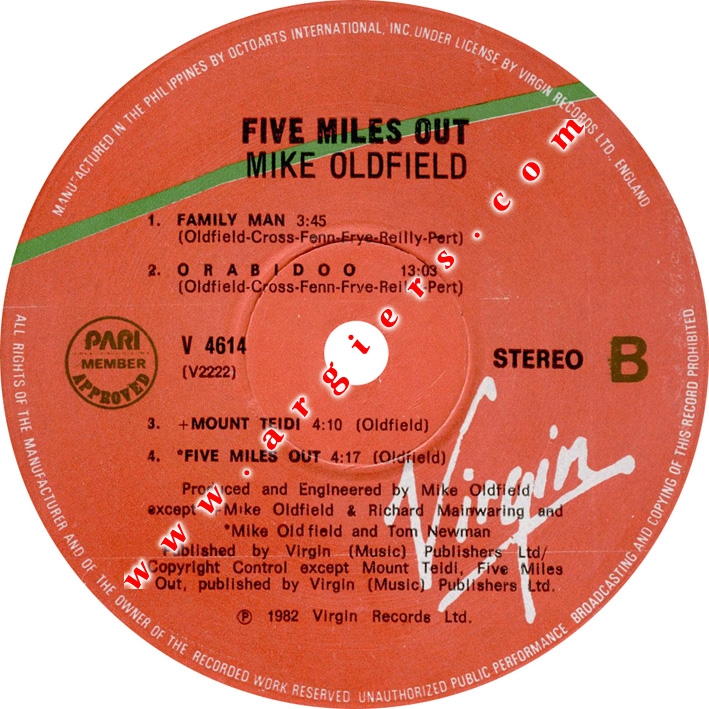 MANUFACTURED IN THE PHILIPPINES BY OCTOARTS INTERNATIONAL, INC. UNDER LICENSE BY VIRGIN RECORDS LTD., ENGLAND
FIVE MILES OUT
MIKE OLDFIELD
1. FAMILY MAN 3:45
(Oldfield-Cross-Fenn-Frye-Reilly-Pert)
2. ORABIDOO 13:03
(Oldfield-Cross-Fenn-Frye-Reilly-Pert)
PARI
MEMBER
APPROVED
V 4614
(V2222)
STEREO B
3. +MOUNT TEIDI 4:10 (Oldfield)
4. *FIVE MILES OUT 4:17 (Oldfield)
Virgin
Produced and Engineered by Mike Oldfield
except +Mike Oldfield & Richard Mainwaring and
*Mike Oldfield and Tom Newman
Published by Virgin (Music) Publishers Ltd/
Copyright Control except Mount Teidi, Five Miles
Out, published by Virgin (Music) Publishers Ltd.
℗ 1982 Virgin Records Ltd.
ALL RIGHTS OF THE MANUFACTURER AND OF THE OWNER OF THE RECORDED WORK RESERVED. UNAUTHORIZED PUBLIC PERFORMANCE, BROADCASTING AND COPYING OF THIS RECORD PROHIBITED.
www.argiers.com